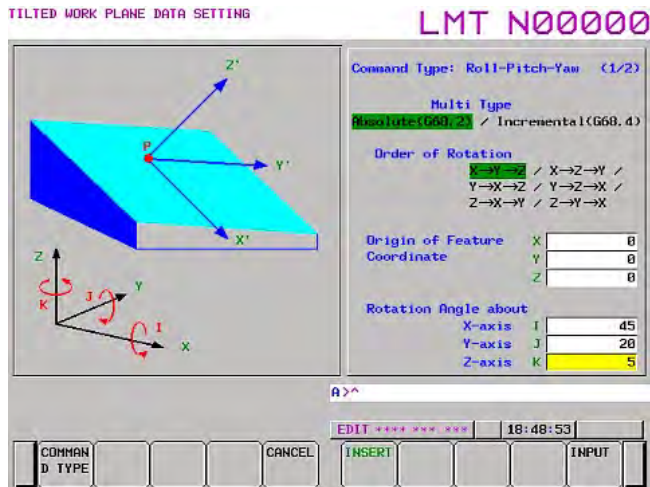 TILTED WORK PLANE DATA SETTING
LMT N00000
Z'
P
Y'
X'
Z
K
J
Y
I
X
Command Type: Roll-Pitch-Yaw (1/2)
Multi Type
Absolute(G68.2) / Incremental(G68.4)
Order of Rotation
X→Y→Z / X→Z→Y /
Y→X→Z / Y→Z→X /
Z→X→Y / Z→Y→X
Origin of Feature X 0
Coordinate Y 0
Z 0
Rotation Angle about
X-axis I 45
Y-axis J 20
Z-axis K 5
A>^
EDIT **** *** *** 18:48:53
COMMAN
D TYPE
CANCEL
INSERT
INPUT